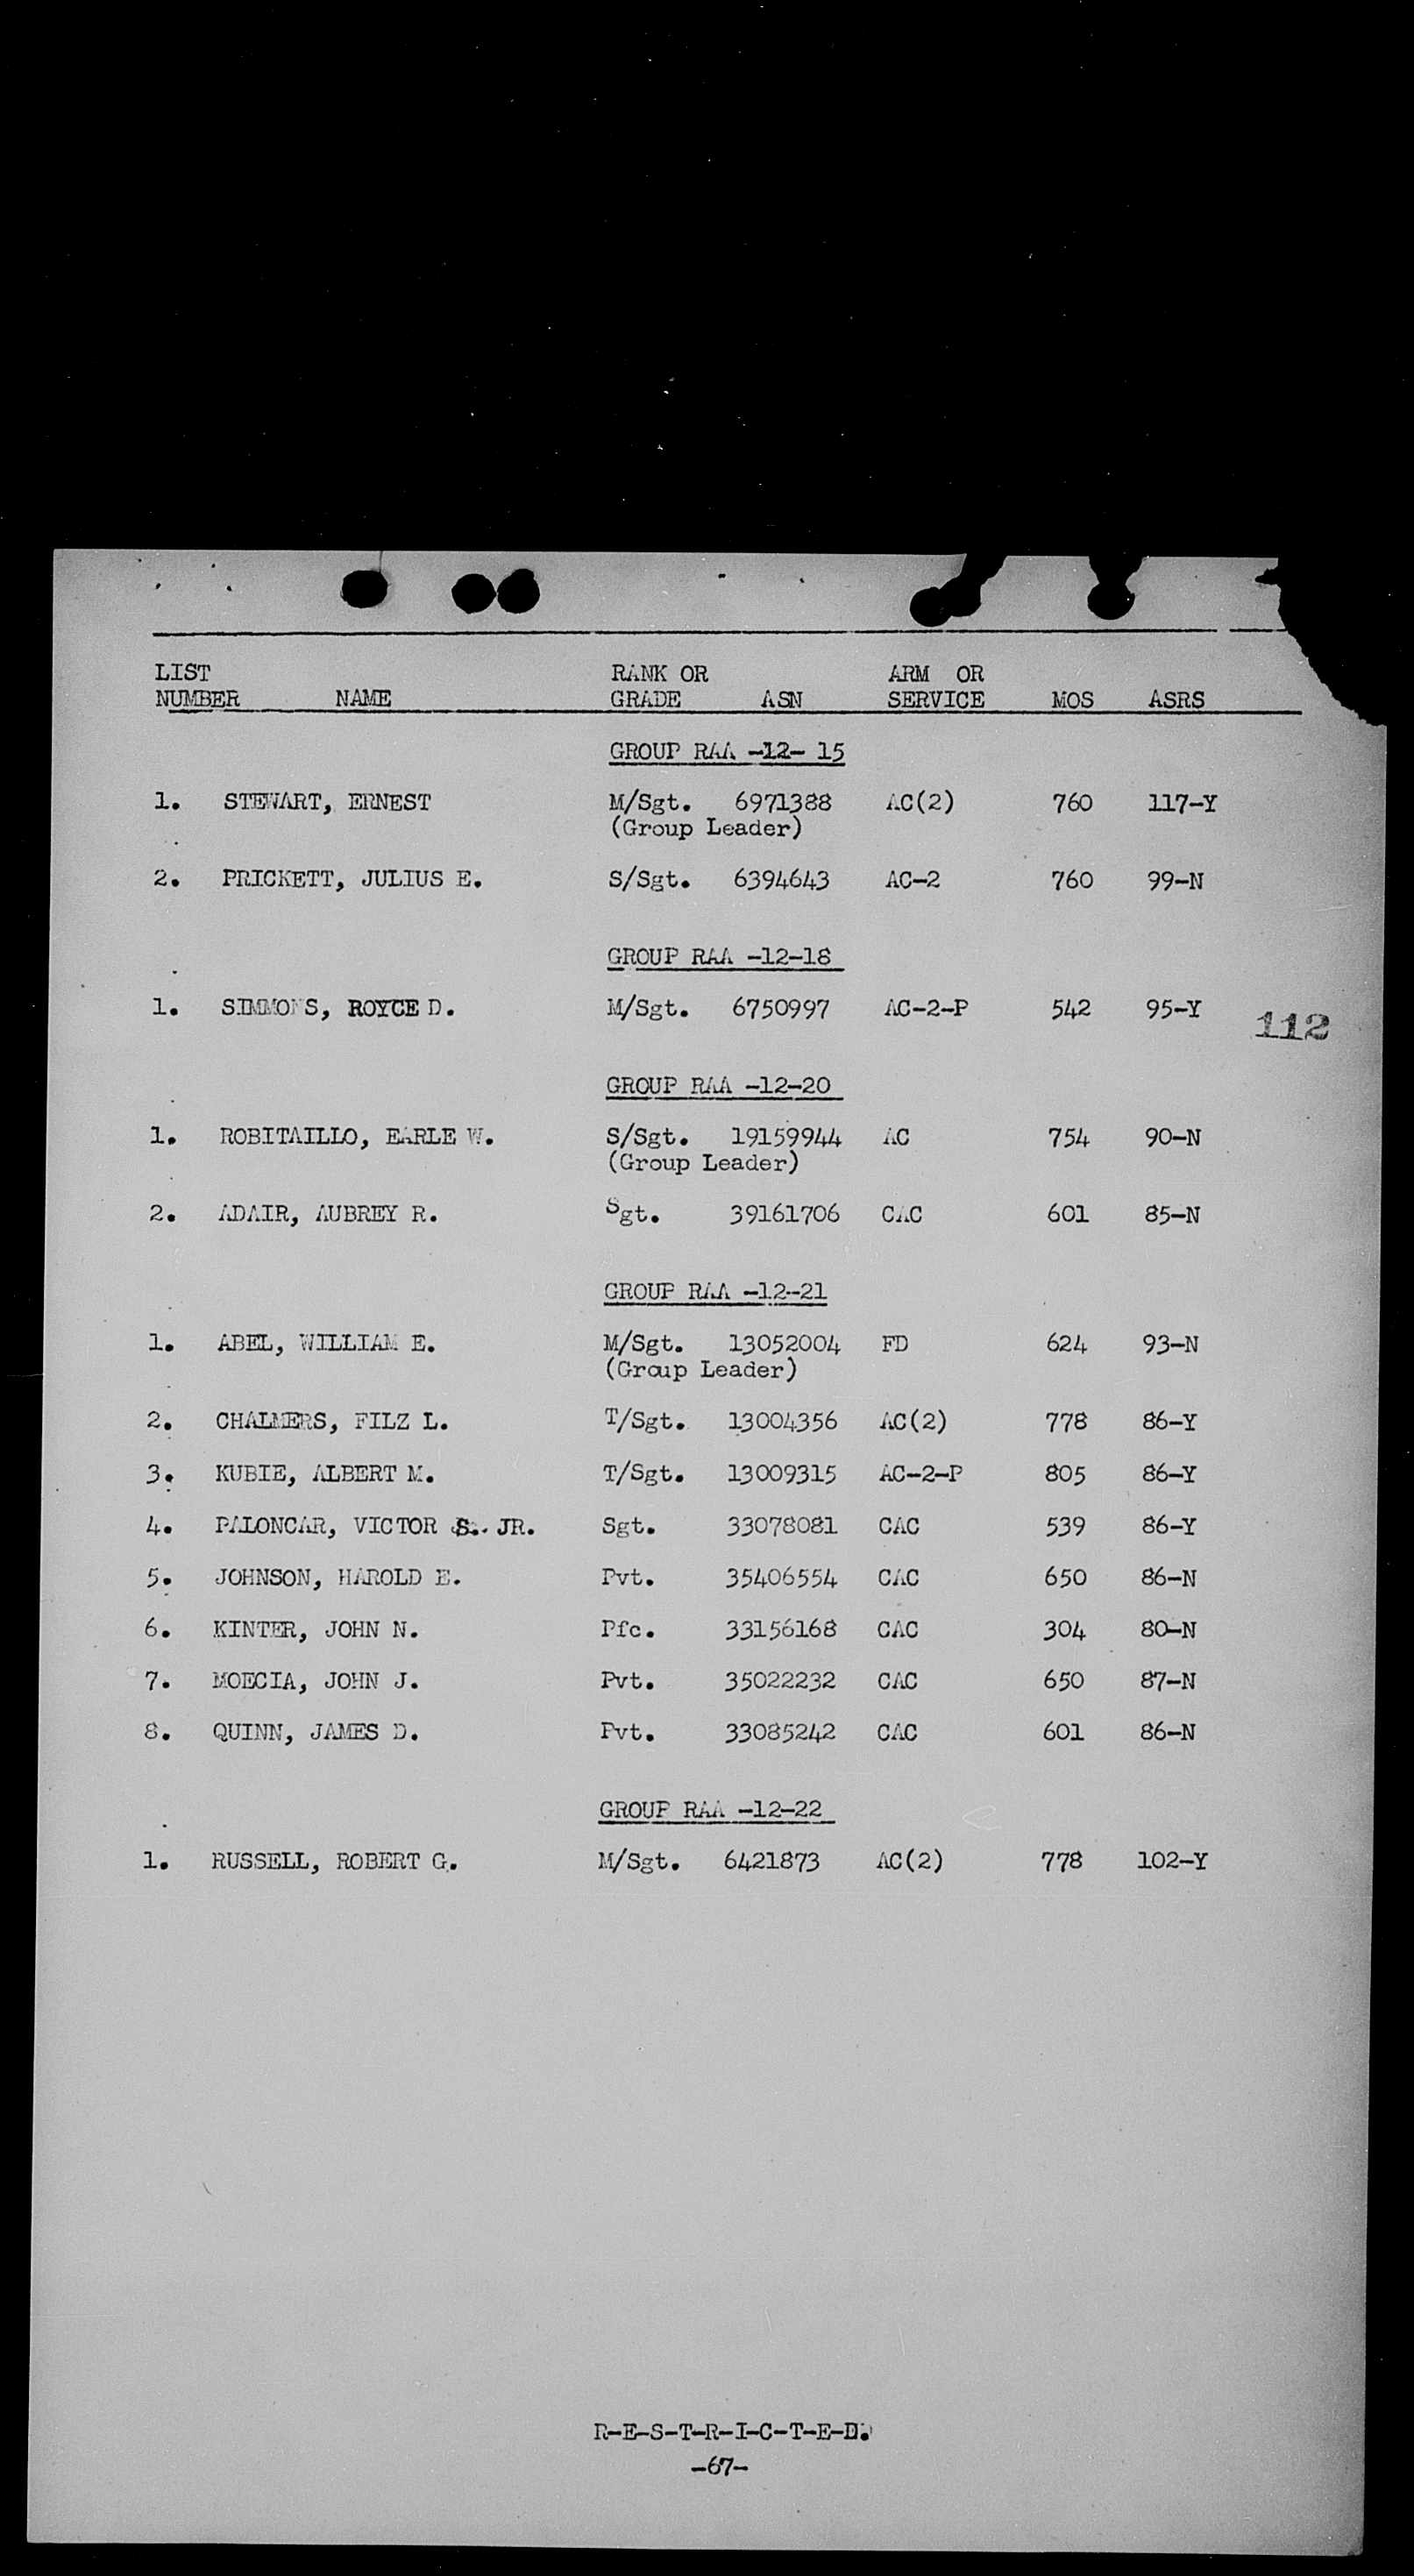 LIST RANK OR ARM OR
NUMBER NAME GRADE ASN SERVICE MOS ASRS
GROUP RAA -12- 15
1. STEWART, ERNEST M/Sgt. 6971388 AC(2) 760 117-Y
(Group Leader)
2. PRICKETT, JULIUS E. S/Sgt. 6394643 AC-2 760 99-N
GROUP RAA -12-18
1. SIMMONS, ROYCE D. M/Sgt. 6750997 AC-2-P 542 95-Y
112
GROUP RAA -12-20
1. ROBITAILLO, EARLE W. S/Sgt. 19159944 AC 754 90-N
(Group Leader)
2. ADAIR, AUBREY R. Sgt. 39161706 CAC 601 85-N
GROUP RAA -12-21
1. ABEL, WILLIAM E. M/Sgt. 13052004 FD 624 93-N
(Group Leader)
2. CHALMERS, FILZ L. T/Sgt. 13004356 AC(2) 778 86-Y
3. KUBIE, ALBERT M. T/Sgt. 13009315 AC-2-P 805 86-Y
4. PALONCAR, VICTOR S. JR. Sgt. 33078081 CAC 539 86-Y
5. JOHNSON, HAROLD E. Pvt. 35406554 CAC 650 86-N
6. KINTER, JOHN N. Pfc. 33156168 CAC 304 80-N
7. MOECIA, JOHN J. Pvt. 35022232 CAC 650 87-N
8. QUINN, JAMES D. Pvt. 33085242 CAC 601 86-N
GROUP RAA -12-22
1. RUSSELL, ROBERT G. M/Sgt. 6421873 AC(2) 778 102-Y
R-E-S-T-R-I-C-T-E-D.
-67-